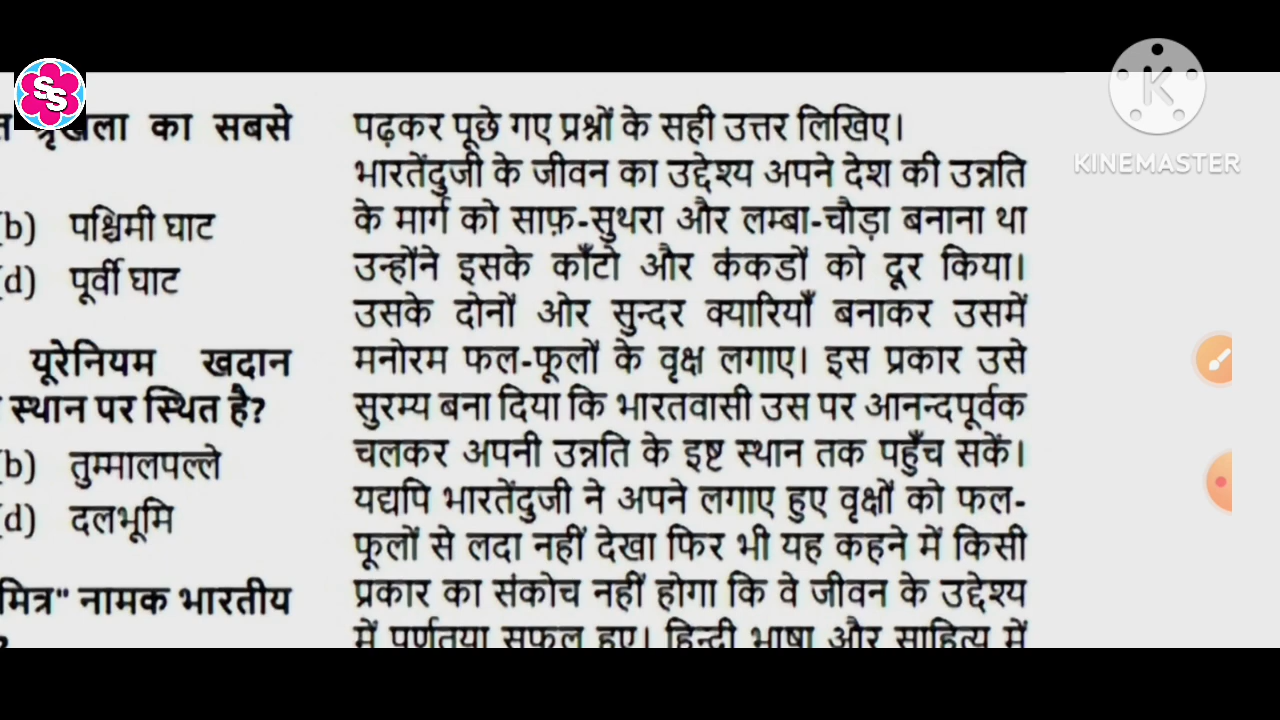 SS
KINEMASTER
श्रृंखला का सबसे
(b) पश्चिमी घाट
(d) पूर्वी घाट
यूरेनियम खदान
स्थान पर स्थित है?
(b) तुम्मालपल्ले
(d) दलभूमि
मित्र" नामक भारतीय
पढ़कर पूछे गए प्रश्नों के सही उत्तर लिखिए।
भारतेंदुजी के जीवन का उद्देश्य अपने देश की उन्नति
के मार्ग को साफ़-सुथरा और लम्बा-चौड़ा बनाना था
उन्होंने इसके काँटो और कंकडों को दूर किया।
उसके दोनों ओर सुन्दर क्यारियाँ बनाकर उसमें
मनोरम फल-फूलों के वृक्ष लगाए। इस प्रकार उसे
सुरम्य बना दिया कि भारतवासी उस पर आनन्दपूर्वक
चलकर अपनी उन्नति के इष्ट स्थान तक पहुँच सकें।
यद्यपि भारतेंदुजी ने अपने लगाए हुए वृक्षों को फल-
फूलों से लदा नहीं देखा फिर भी यह कहने में किसी
प्रकार का संकोच नहीं होगा कि वे जीवन के उद्देश्य
में पूर्णतया सफल हुए। हिन्दी भाषा और साहित्य में